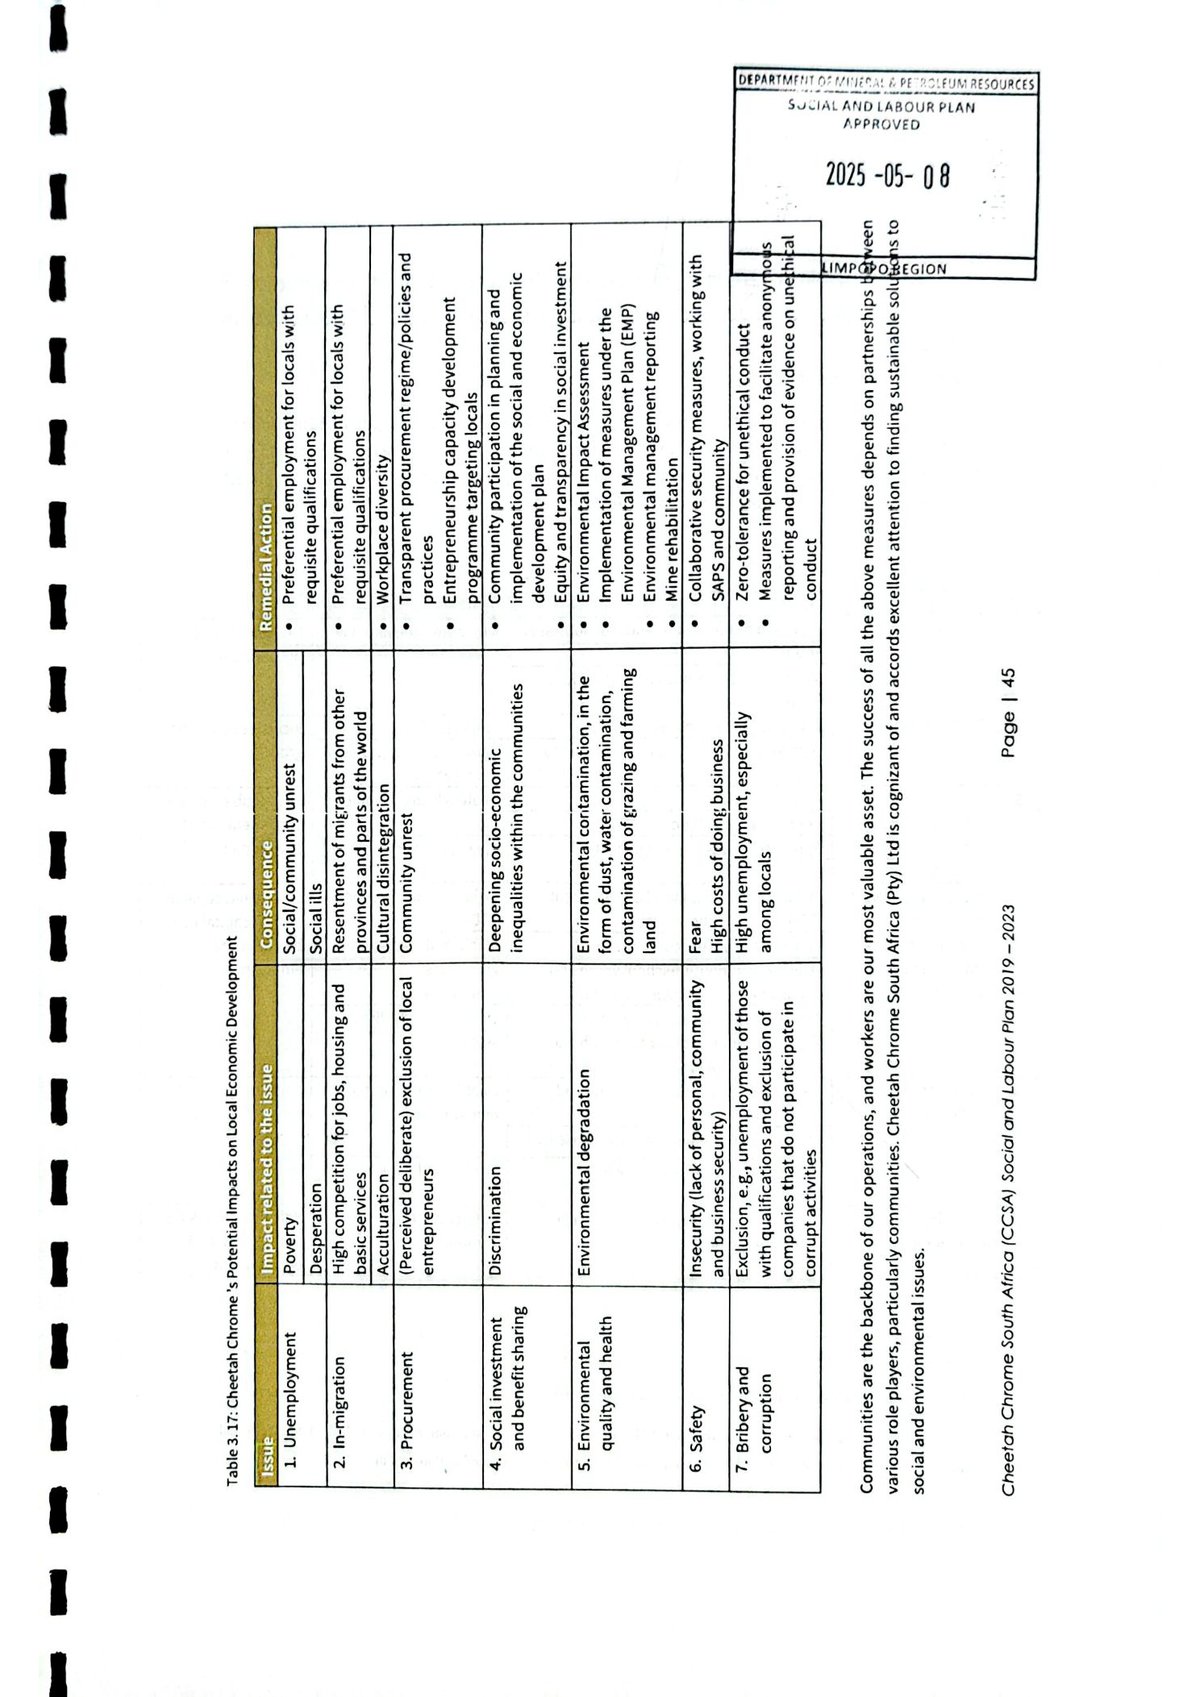 DEPARTMENT OF MINERAL & PETROLEUM RESOURCES
SOCIAL AND LABOUR PLAN
APPROVED
2025 -05- 08
LIMPOPO REGION
Table 3. 17: Cheetah Chrome 's Potential Impacts on Local Economic Development
Issue Impact related to the issue Consequence Remedial Action
1. Unemployment
Poverty
Social/community unrest
Desperation
Social ills
• Preferential employment for locals with
requisite qualifications
2. In-migration
High competition for jobs, housing and
basic services
Resentment of migrants from other
provinces and parts of the world
• Preferential employment for locals with
requisite qualifications
Acculturation
Cultural disintegration
• Workplace diversity
3. Procurement
(Perceived deliberate) exclusion of local
entrepreneurs
Community unrest
• Transparent procurement regime/policies and
practices
• Entrepreneurship capacity development
programme targeting locals
4. Social investment
and benefit sharing
Discrimination
Deepening socio-economic
inequalities within the communities
• Community participation in planning and
implementation of the social and economic
development plan
• Equity and transparency in social investment
5. Environmental
quality and health
Environmental degradation
Environmental contamination, in the
form of dust, water contamination,
contamination of grazing and farming
land
• Environmental Impact Assessment
• Implementation of measures under the
Environmental Management Plan (EMP)
• Environmental management reporting
• Mine rehabilitation
6. Safety
Insecurity (lack of personal, community
and business security)
Fear
High costs of doing business
• Collaborative security measures, working with
SAPS and community
7. Bribery and
corruption
Exclusion, e.g., unemployment of those
with qualifications and exclusion of
companies that do not participate in
corrupt activities
High unemployment, especially
among locals
• Zero-tolerance for unethical conduct
• Measures implemented to facilitate anonymous
reporting and provision of evidence on unethical
conduct
Communities are the backbone of our operations, and workers are our most valuable asset. The success of all the above measures depends on partnerships between
various role players, particularly communities. Cheetah Chrome South Africa (Pty) Ltd is cognizant of and accords excellent attention to finding sustainable solutions to
social and environmental issues.
Cheetah Chrome South Africa (CCSA) Social and Labour Plan 2019 – 2023 Page | 45